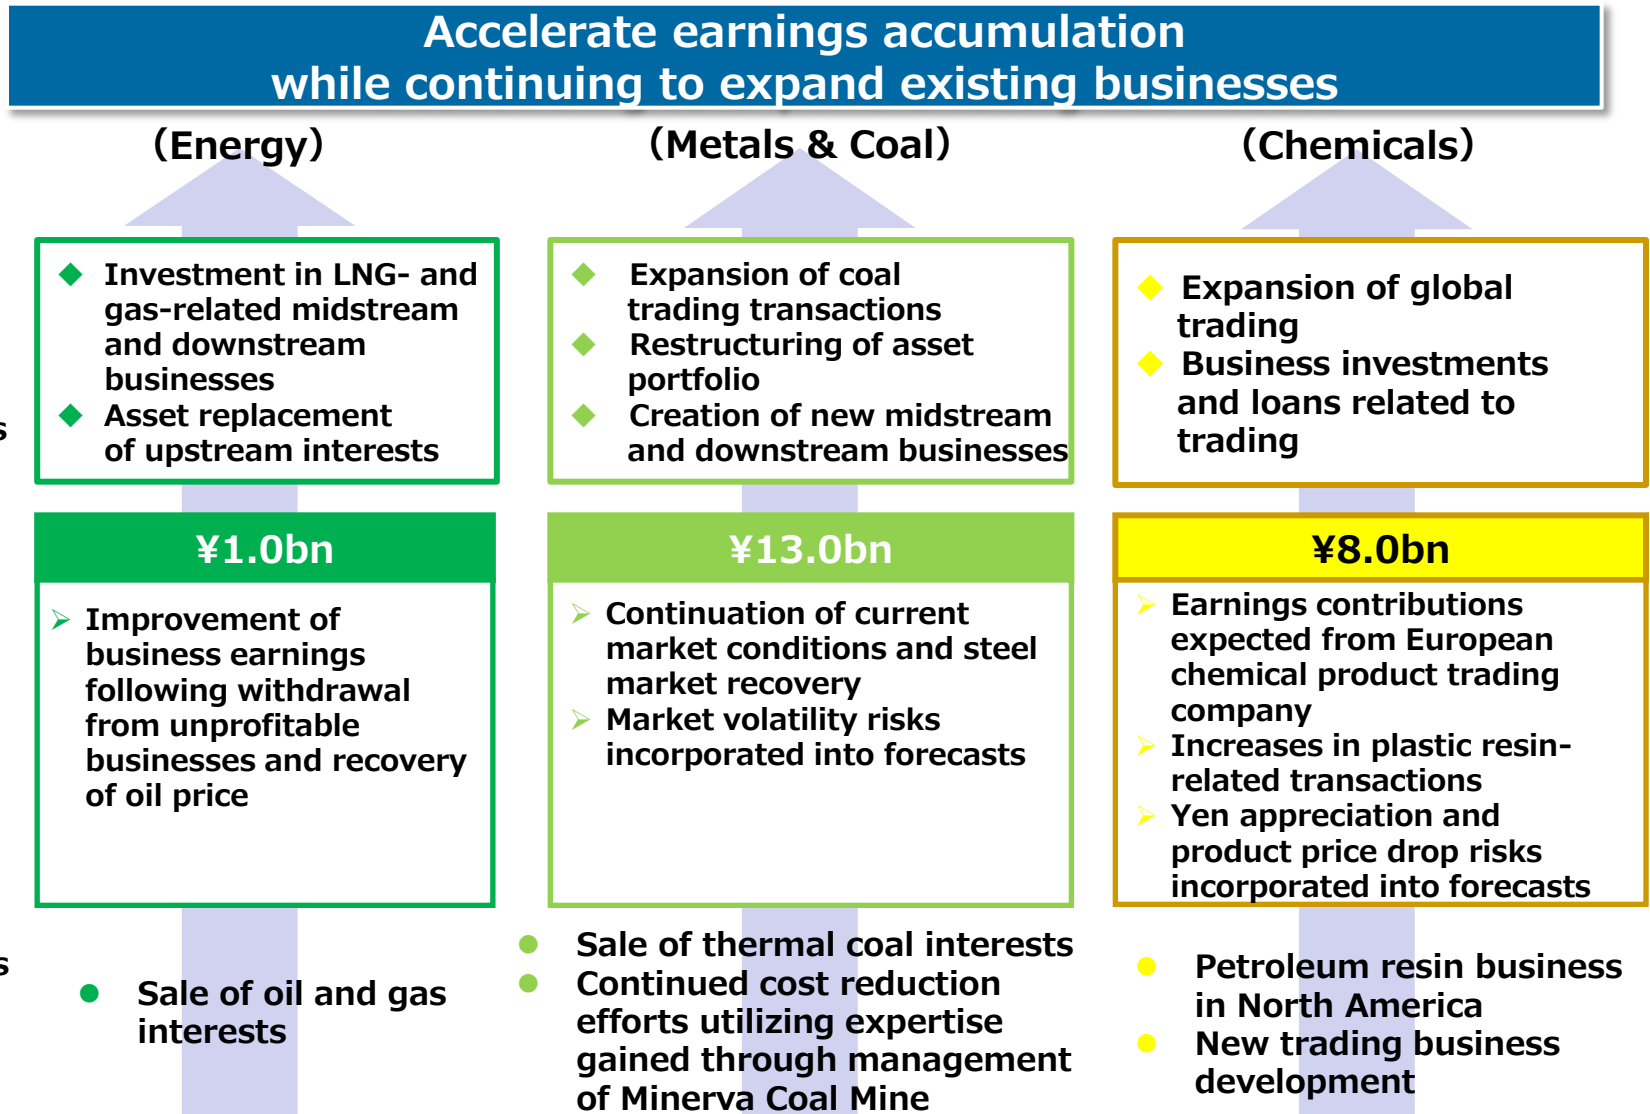 Accelerate earnings accumulation
while continuing to expand existing businesses
（Energy）
Investment in LNG- and
gas-related midstream
and downstream
businesses
Asset replacement
of upstream interests
¥1.0bn
Improvement of
business earnings
following withdrawal
from unprofitable
businesses and recovery
of oil price
Sale of oil and gas
interests
（Metals & Coal）
Expansion of coal
trading transactions
Restructuring of asset
portfolio
Creation of new midstream
and downstream businesses
¥13.0bn
Continuation of current
market conditions and steel
market recovery
Market volatility risks
incorporated into forecasts
Sale of thermal coal interests
Continued cost reduction
efforts utilizing expertise
gained through management
of Minerva Coal Mine
（Chemicals）
Expansion of global
trading
Business investments
and loans related to
trading
¥8.0bn
Earnings contributions
expected from European
chemical product trading
company
Increases in plastic resin-
related transactions
Yen appreciation and
product price drop risks
incorporated into forecasts
Petroleum resin business
in North America
New trading business
development